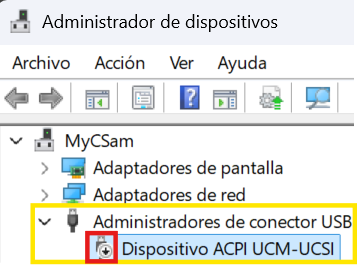 Administrador de dispositivos
Archivo Acción Ver Ayuda
MyCSam
Adaptadores de pantalla
Adaptadores de red
Administradores de conector USB
Dispositivo ACPI UCM-UCSI